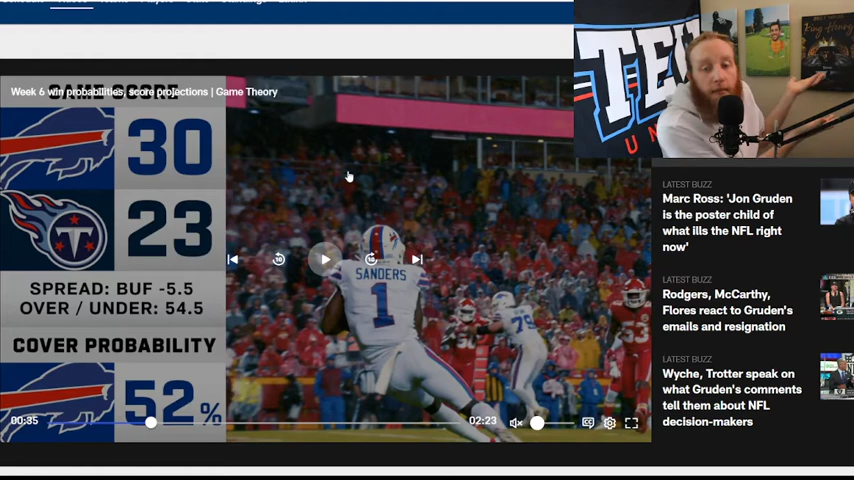 Week 6 win probabilities, score projections | Game Theory
GAME SCORE
30
23
SPREAD: BUF -5.5
OVER / UNDER: 54.5
COVER PROBABILITY
52%
SANDERS
1
79
00:35
02:23
LATEST BUZZ
Marc Ross: 'Jon Gruden
is the poster child of
what ills the NFL right
now'
LATEST BUZZ
Rodgers, McCarthy,
Flores react to Gruden's
emails and resignation
LATEST BUZZ
Wyche, Trotter speak on
what Gruden's comments
tell them about NFL
decision-makers